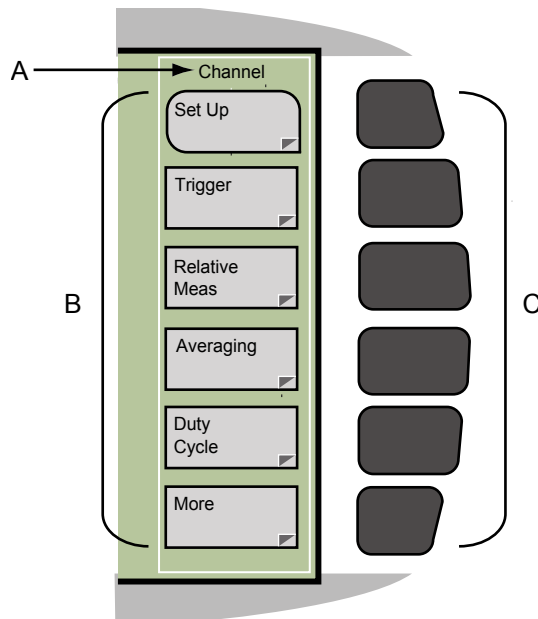 A
Channel
Set Up
Trigger
Relative
Meas
B
C
Averaging
Duty
Cycle
More